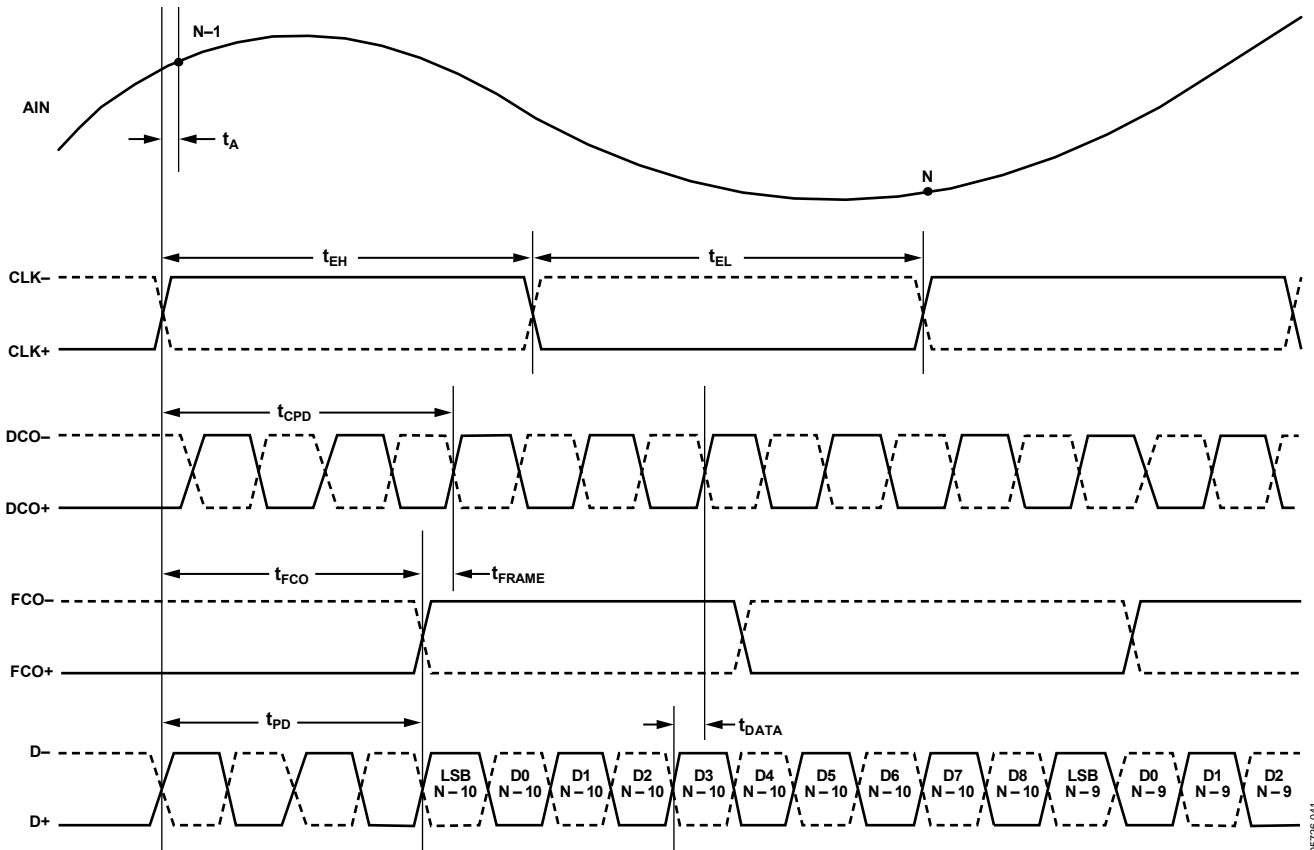 N–1
AIN
tA
N
tEH
tEL
CLK–
CLK+
tCPD
DCO–
DCO+
tFCO
tFRAME
FCO–
FCO+
tPD
tDATA
D–
D+
LSB N – 10
D0 N – 10
D1 N – 10
D2 N – 10
D3 N – 10
D4 N – 10
D5 N – 10
D6 N – 10
D7 N – 10
D8 N – 10
LSB N – 9
D0 N – 9
D1 N – 9
D2 N – 9